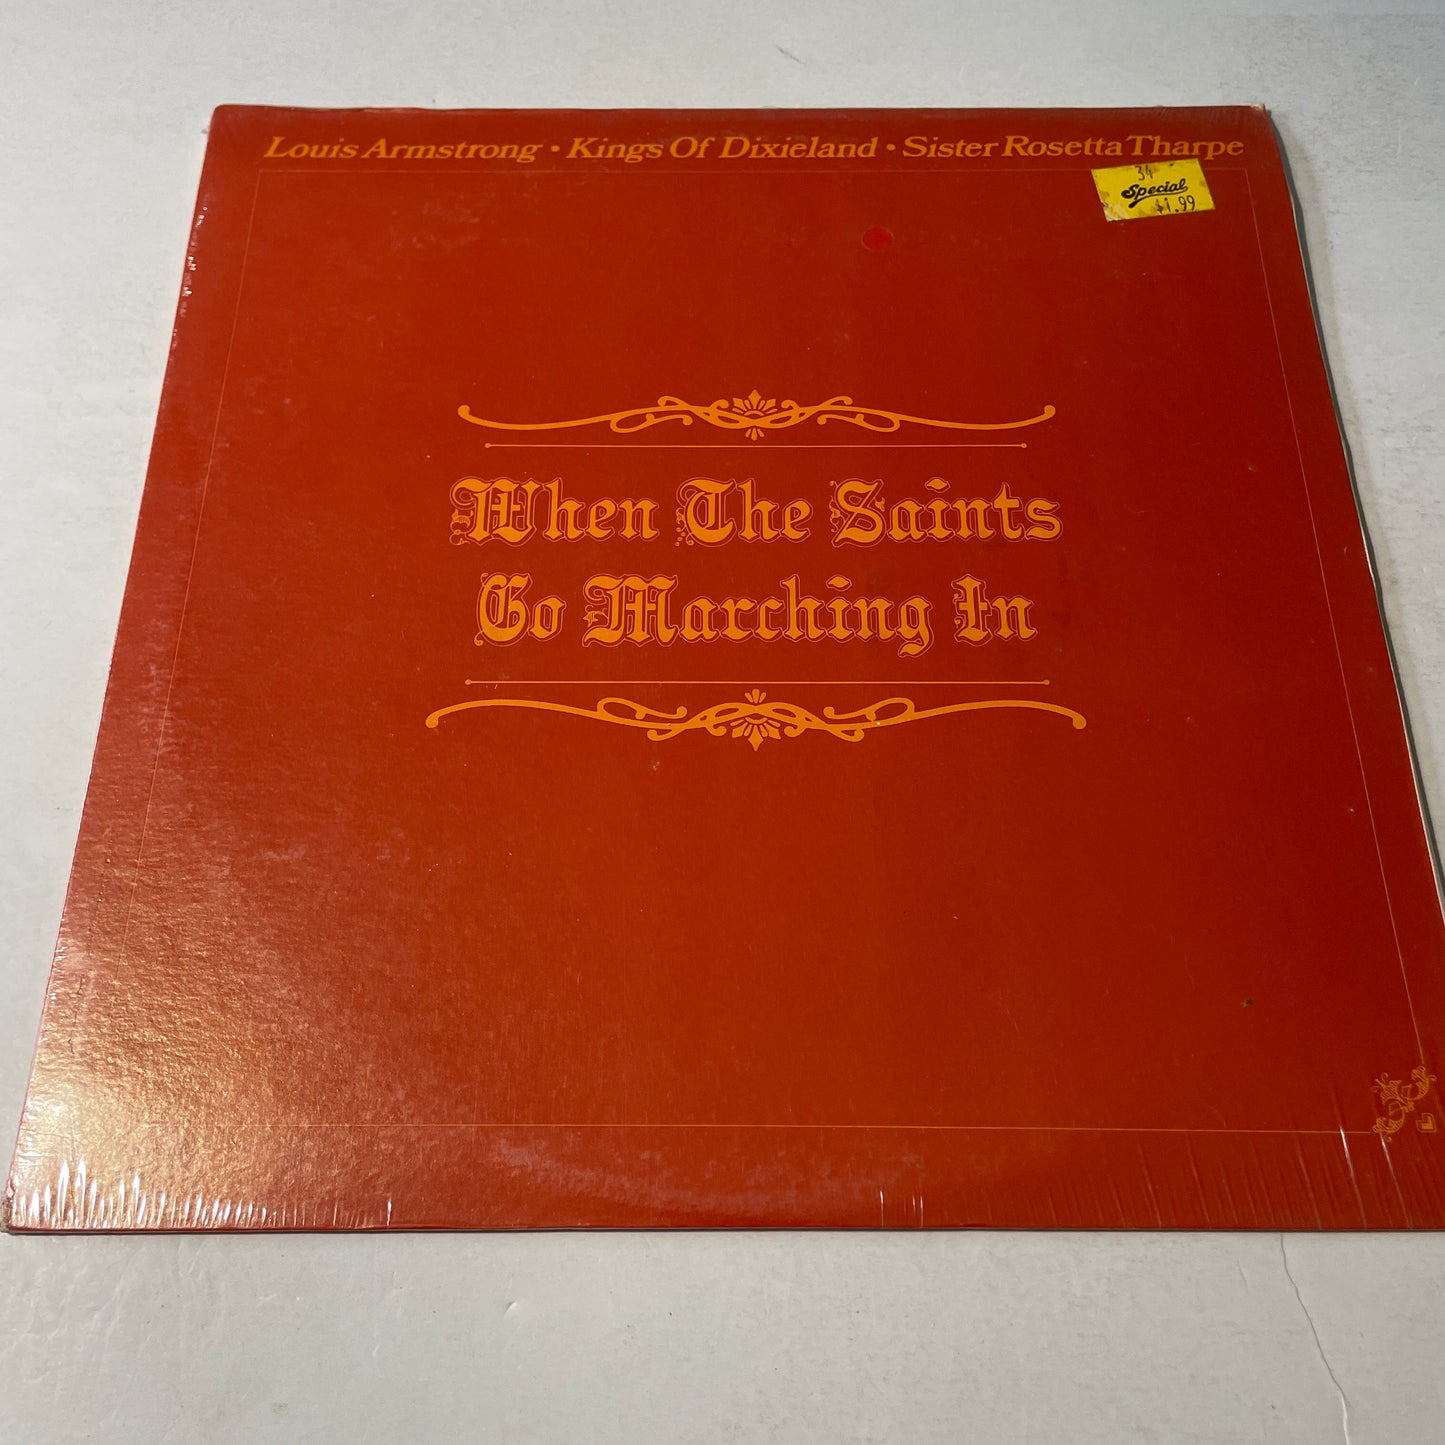 Louis Armstrong • Kings Of Dixieland • Sister Rosetta Tharpe
34
Special
$1.99
When The Saints
Go Marching In